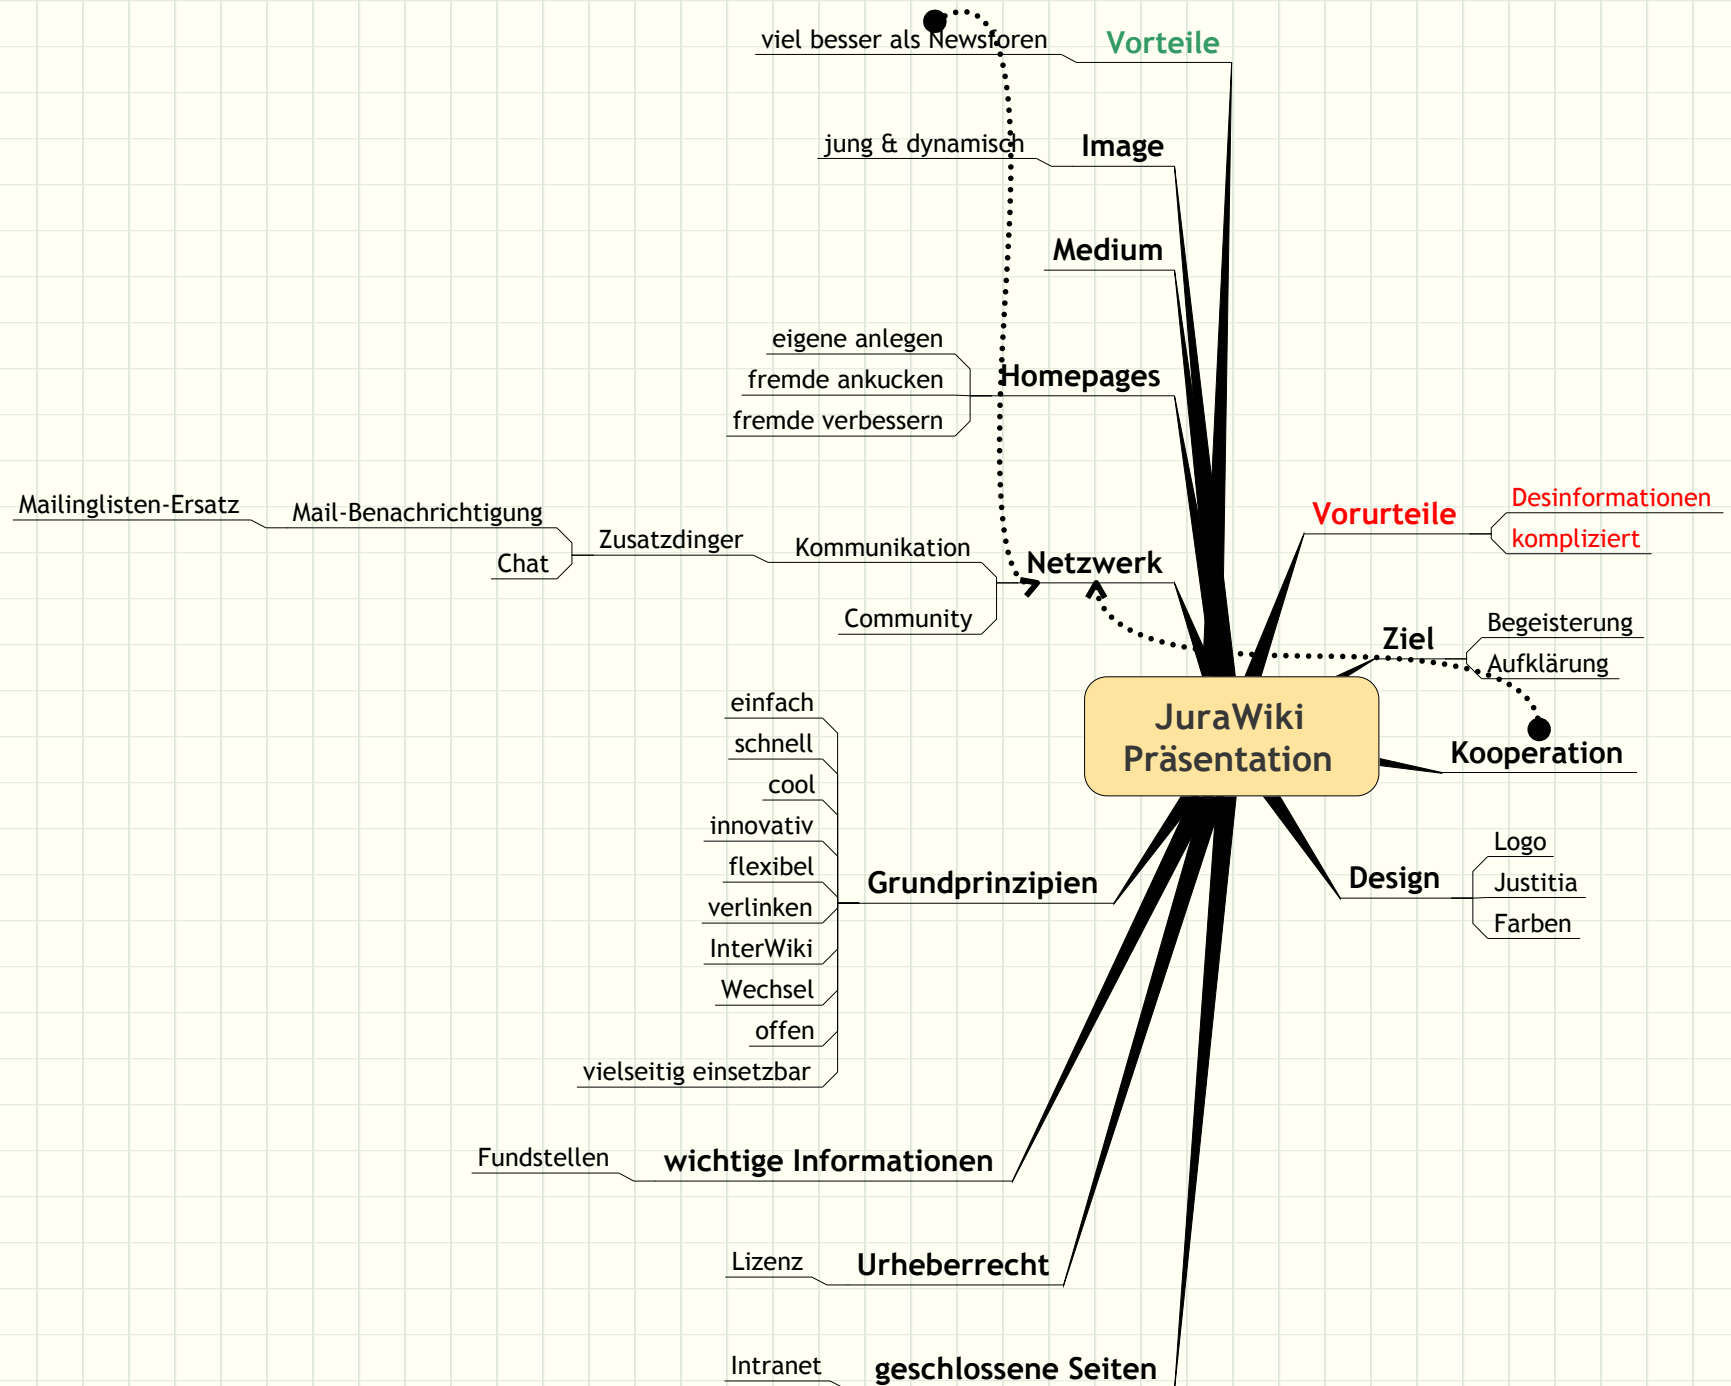 viel besser als Newsforen
Vorteile
jung & dynamisch
Image
Medium
eigene anlegen
fremde ankucken
fremde verbessern
Homepages
Mailinglisten-Ersatz
Mail-Benachrichtigung
Chat
Zusatzdinger
Kommunikation
Community
Netzwerk
Vorurteile
Desinformationen
kompliziert
Ziel
Begeisterung
Aufklärung
JuraWiki
Präsentation
Kooperation
Design
Logo
Justitia
Farben
einfach
schnell
cool
innovativ
flexibel
verlinken
InterWiki
Wechsel
offen
vielseitig einsetzbar
Grundprinzipien
Fundstellen
wichtige Informationen
Lizenz
Urheberrecht
Intranet
geschlossene Seiten